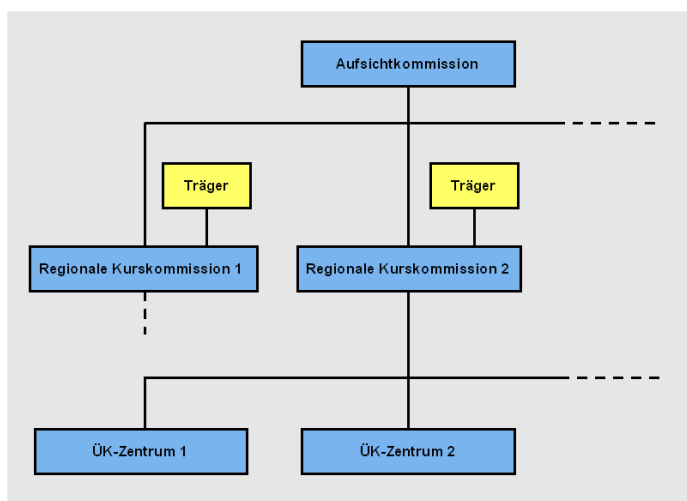 Aufsichtkommission
Träger
Träger
Regionale Kurskommission 1
Regionale Kurskommission 2
ÜK-Zentrum 1
ÜK-Zentrum 2